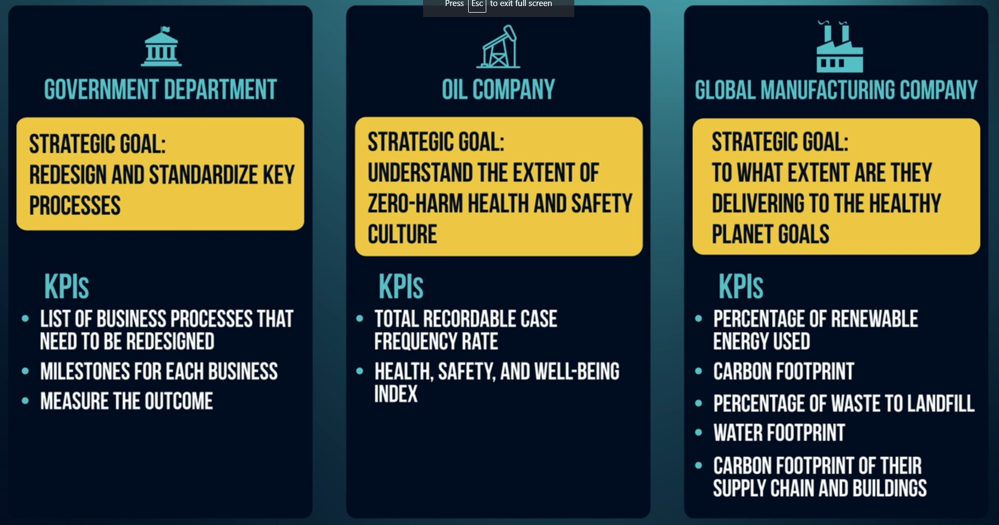 Press Esc to exit full screen
GOVERNMENT DEPARTMENT
STRATEGIC GOAL:
REDESIGN AND STANDARDIZE KEY
PROCESSES
KPIs
• LIST OF BUSINESS PROCESSES THAT
NEED TO BE REDESIGNED
• MILESTONES FOR EACH BUSINESS
• MEASURE THE OUTCOME
OIL COMPANY
STRATEGIC GOAL:
UNDERSTAND THE EXTENT OF
ZERO-HARM HEALTH AND SAFETY
CULTURE
KPIs
• TOTAL RECORDABLE CASE
FREQUENCY RATE
• HEALTH, SAFETY, AND WELL-BEING
INDEX
GLOBAL MANUFACTURING COMPANY
STRATEGIC GOAL:
TO WHAT EXTENT ARE THEY
DELIVERING TO THE HEALTHY
PLANET GOALS
KPIs
• PERCENTAGE OF RENEWABLE
ENERGY USED
• CARBON FOOTPRINT
• PERCENTAGE OF WASTE TO LANDFILL
• WATER FOOTPRINT
• CARBON FOOTPRINT OF THEIR
SUPPLY CHAIN AND BUILDINGS